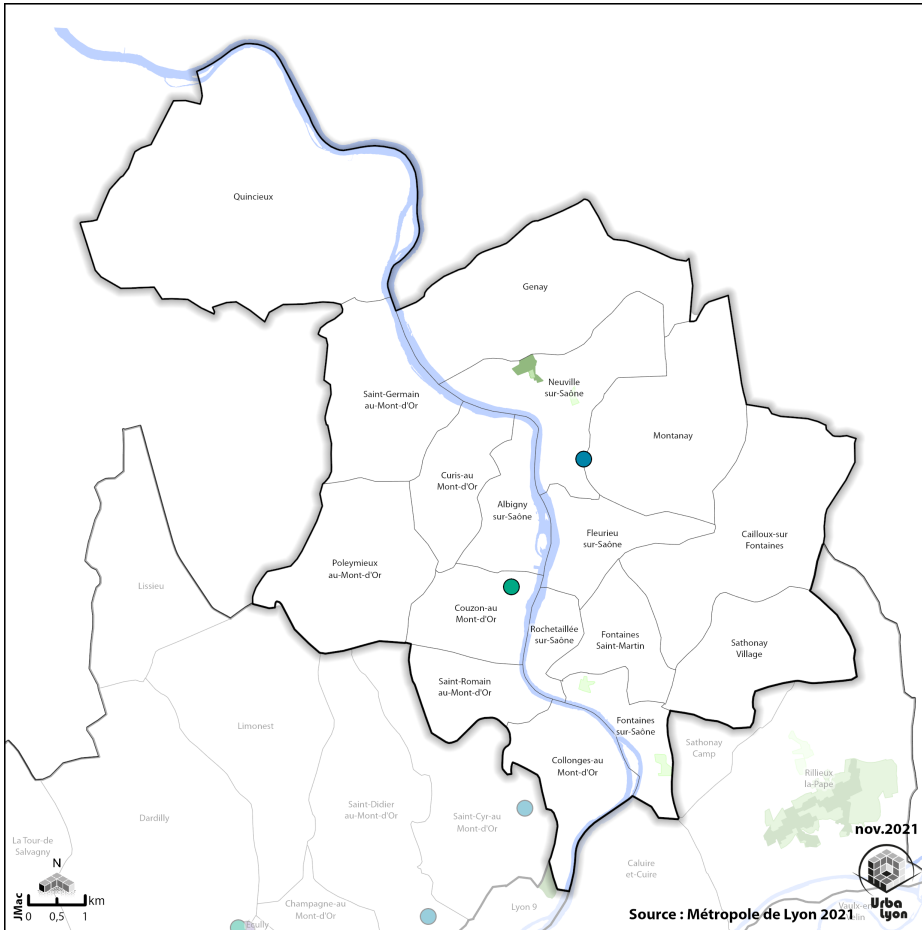 Quincieux
Genay
Neuville
sur-Saône
Saint-Germain
au-Mont-d'Or
Montanay
Curis-au
Mont-d'Or
Albigny
sur-Saône
Fleurieu
sur-Saône
Cailloux-sur
Fontaines
Poleymieux
au-Mont-d'Or
Lissieu
Couzon-au
Mont-d'Or
Rochetaillée
sur-Saône
Fontaines
Saint-Martin
Sathonay
Village
Saint-Romain
au-Mont-d'Or
Limonest
Fontaines
sur-Saône
Sathonay
Camp
Collonges-au
Mont-d'Or
Rillieux
la-Pape
Saint-Didier
au-Mont-d'Or
Saint-Cyr-au
Mont-d'Or
Dardilly
La Tour-de
Salvagny
nov.2021
Caluire
et-Cuire
N
JMac
km
0 0,5 1
Champagne-au
Mont-d'Or
Lyon 9
Écully
Source : Métropole de Lyon 2021
Vaulx-en
Velin
Urba
Lyon